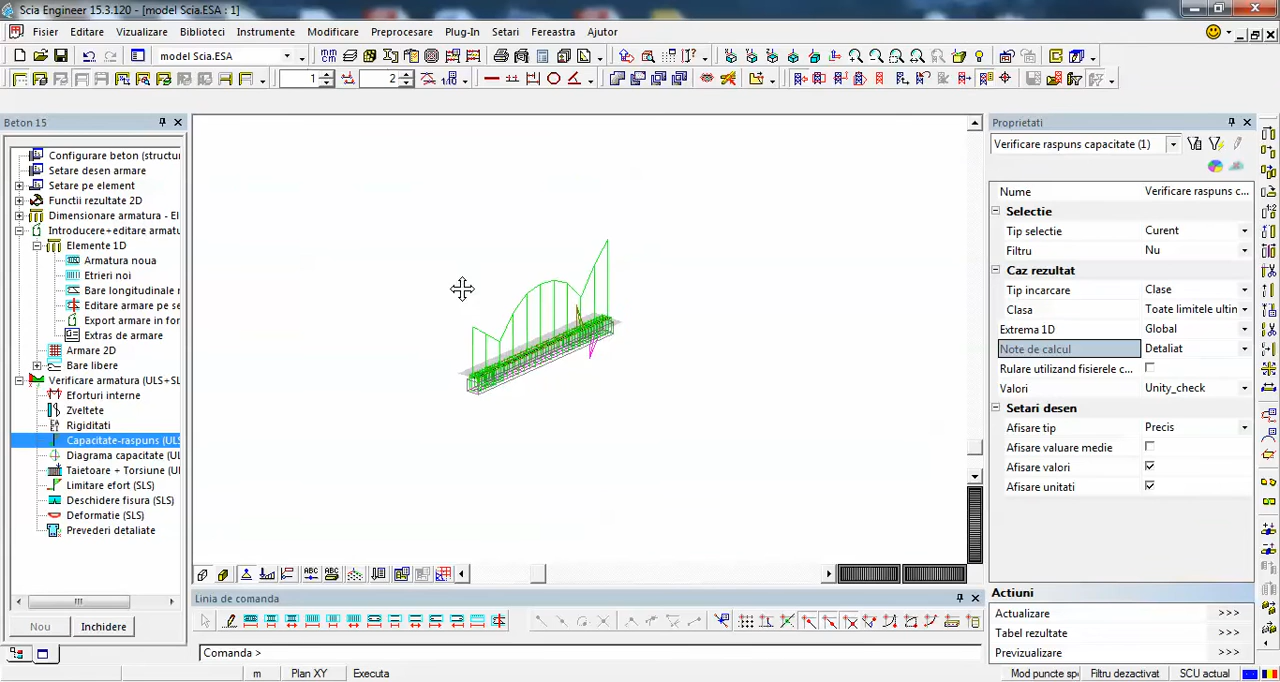 Scia Engineer 15.3.120 - [model Scia.ESA : 1]
Fisier Editare Vizualizare Biblioteci Instrumente Modificare Preprocesare Plug-In Setari Fereastra Ajutor
model Scia.ESA
1 2
Beton 15
Configurare beton (struct
Setare desen armare
Setare pe element
Functii rezultate 2D
Dimensionare armatura - El
Introducere+editare armatu
Elemente 1D
Armatura noua
Etrieri noi
Bare longitudinale n
Editare armare pe se
Export armare in for
Extras de armare
Armare 2D
Bare libere
Verificare armatura (ULS+SL
Eforturi interne
Zveltete
Rigiditati
Capacitate-raspuns (ULS
Diagrama capacitate (UL
Taietoare + Torsiune (UL
Limitare efort (SLS)
Deschidere fisura (SLS)
Deformatie (SLS)
Prevederi detaliate
Nou Inchidere
Proprietati
Verificare raspuns capacitate (1)
Nume Verificare raspuns c...
Selectie
Tip selectie Curent
Filtru Nu
Caz rezultat
Tip incarcare Clase
Clasa Toate limitele ultin
Extrema 1D Global
Note de calcul Detaliat
Rulare utilizand fisierele c...
Valori Unity_check
Setari desen
Afisare tip Precis
Afisare valuare medie
Afisare valori
Afisare unitati
Actiuni
Actualizare >>>
Tabel rezultate >>>
Previzualizare >>>
Linia de comanda
Comanda >
m Plan XY Executa Mod puncte sp Filtru dezactivat SCU actual